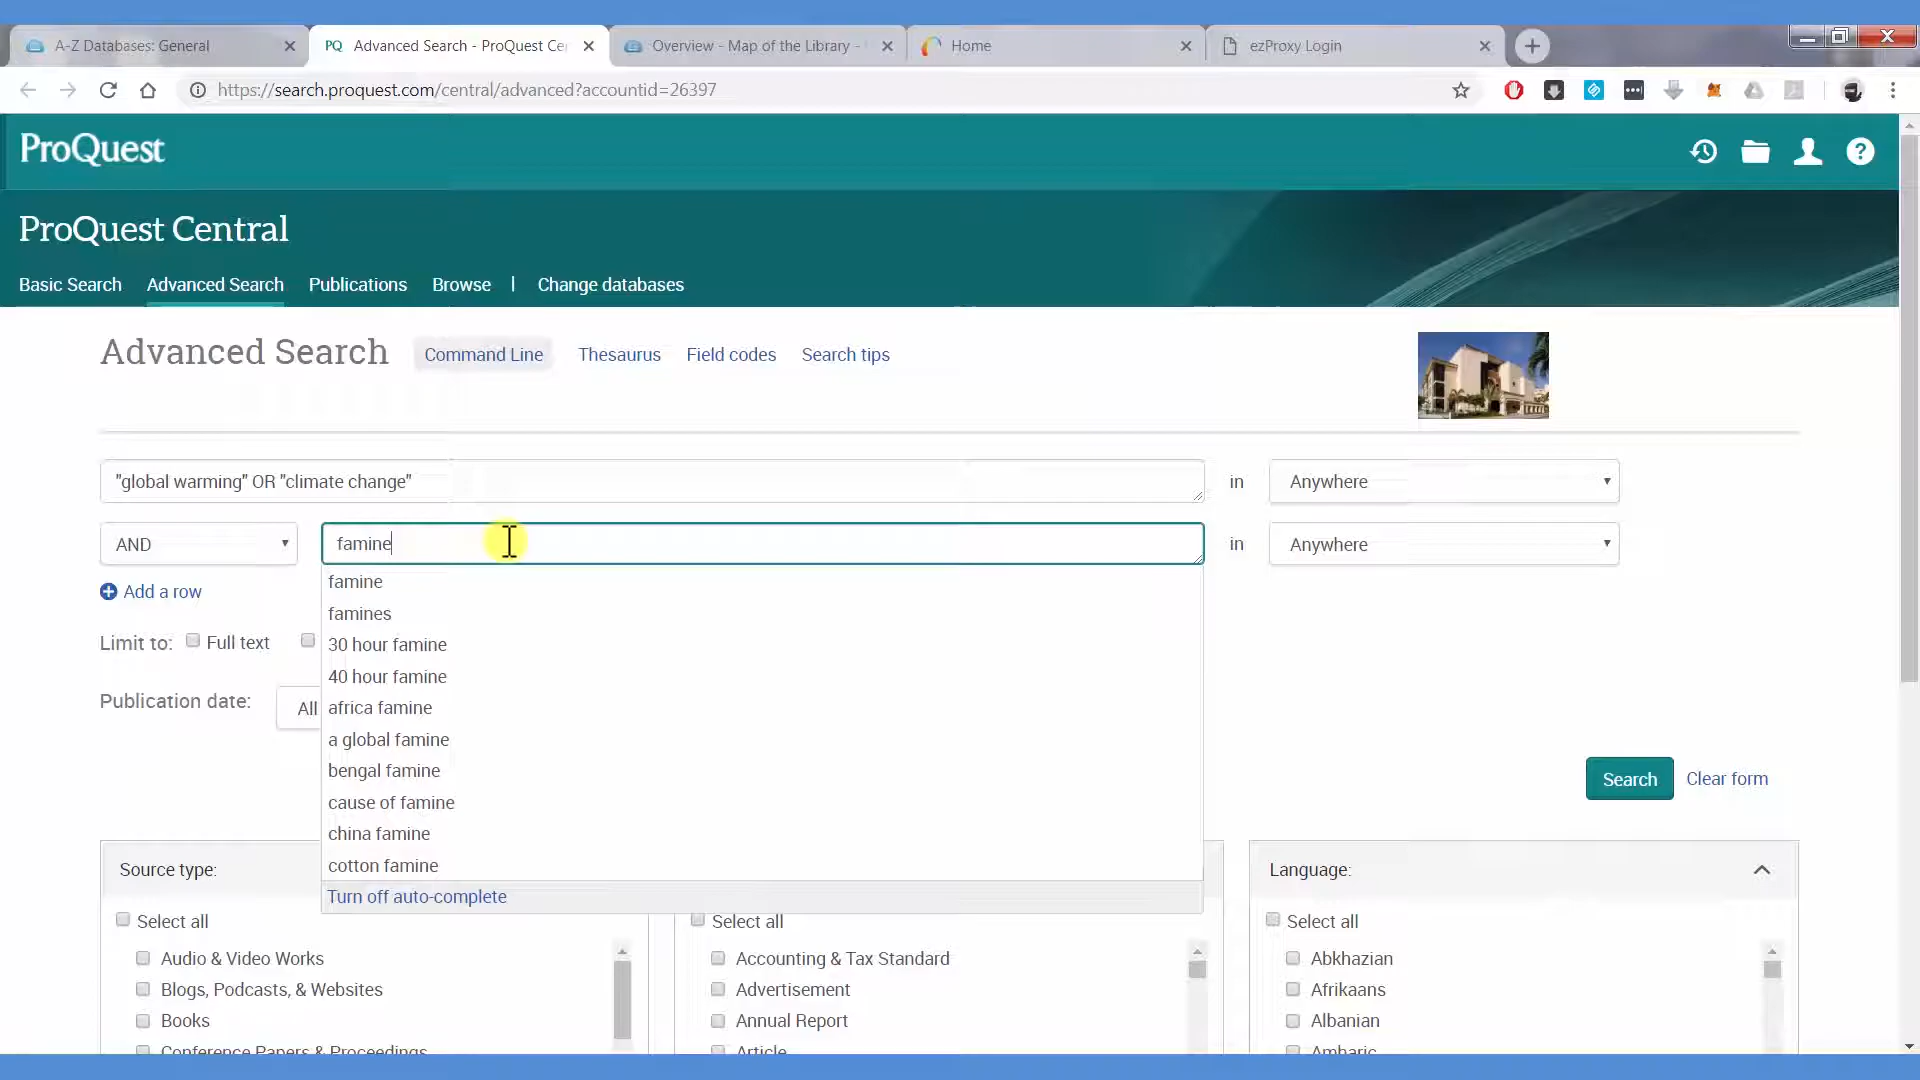 A-Z Databases: General
PQ Advanced Search - ProQuest Ce
Overview - Map of the Library -
Home
ezProxy Login
https://search.proquest.com/central/advanced?accountid=26397
ProQuest
ProQuest Central
Basic Search Advanced Search Publications Browse | Change databases
Advanced Search Command Line Thesaurus Field codes Search tips
"global warming" OR "climate change" in Anywhere
AND famine in Anywhere
famine
Add a row
famines
Limit to: Full text
30 hour famine
40 hour famine
Publication date: All
africa famine
a global famine
bengal famine
Search Clear form
cause of famine
china famine
cotton famine
Source type:
Language:
Turn off auto-complete
Select all
Audio & Video Works
Blogs, Podcasts, & Websites
Books
Conference Papers & Proceedings
Select all
Accounting & Tax Standard
Advertisement
Annual Report
Article
Select all
Abkhazian
Afrikaans
Albanian
Amharic